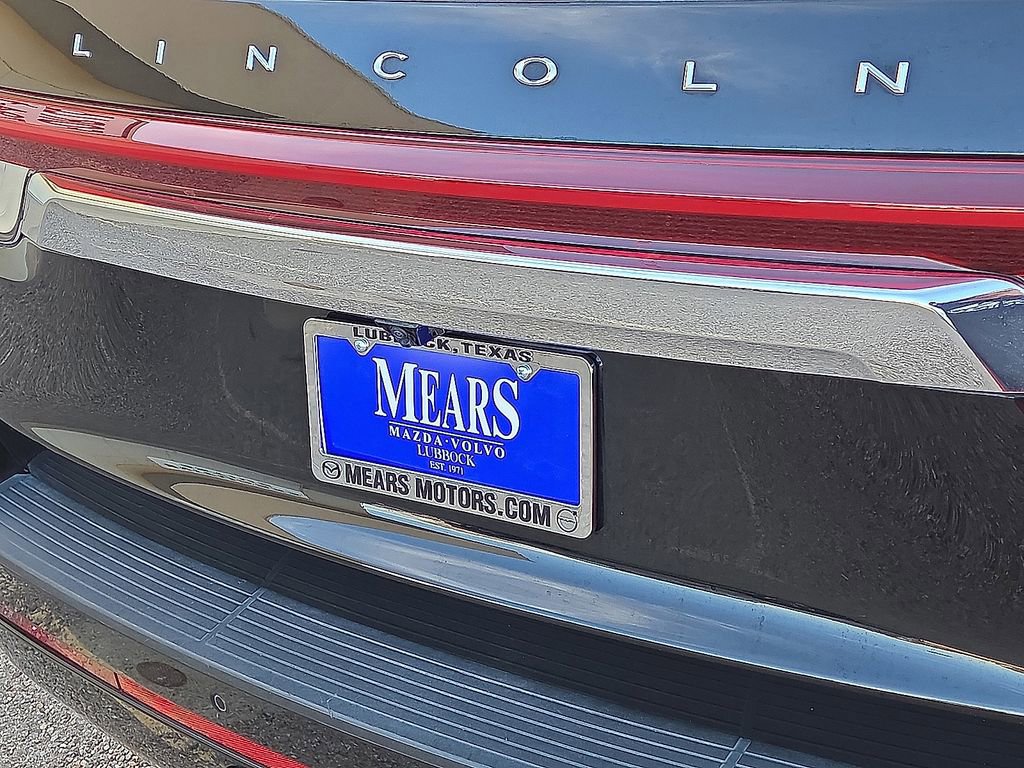 LINCOLN
LUBBOCK, TEXAS
MEARS
MAZDA · VOLVO
LUBBOCK
EST. 1971
MEARS MOTORS.COM